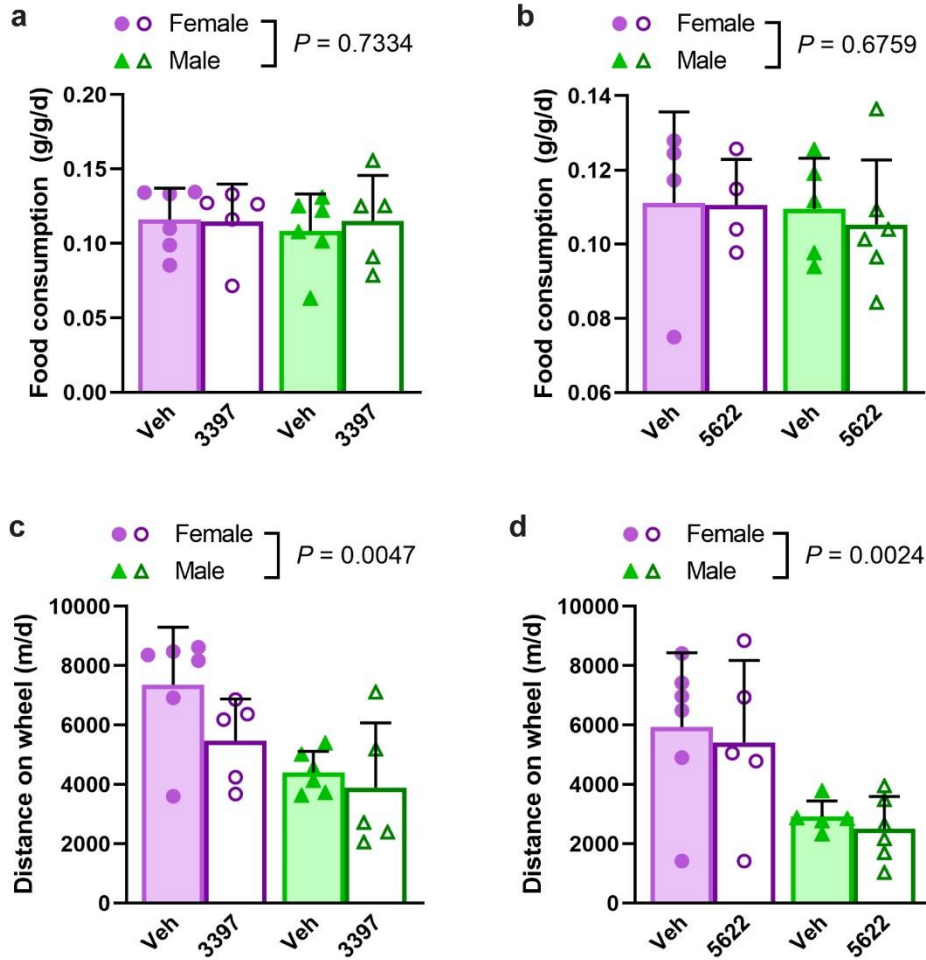 a
Female
Male
P = 0.7334
Food consumption (g/g/d)
0.20
0.15
0.10
0.05
0.00
Veh
3397
Veh
3397
b
Female
Male
P = 0.6759
Food consumption (g/g/d)
0.14
0.12
0.10
0.08
0.06
Veh
5622
Veh
5622
c
Female
Male
P = 0.0047
Distance on wheel (m/d)
10000
8000
6000
4000
2000
0
Veh
3397
Veh
3397
d
Female
Male
P = 0.0024
Distance on wheel (m/d)
10000
8000
6000
4000
2000
0
Veh
5622
Veh
5622